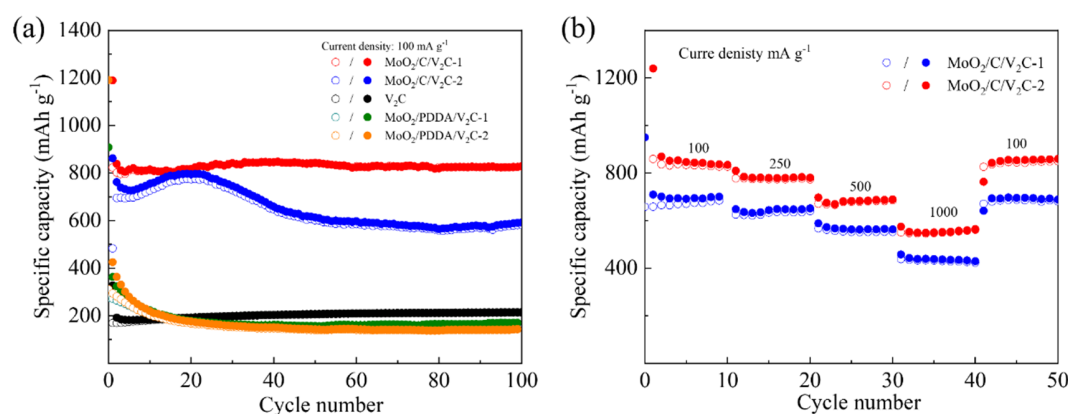 (a)
1400
1200
1000
800
600
400
200
0 20 40 60 80 100
Specific capacity (mAh g⁻¹)
Cycle number
Current density: 100 mA g⁻¹
/ MoO₂/C/V₂C-1
/ MoO₂/C/V₂C-2
/ V₂C
/ MoO₂/PDDA/V₂C-1
/ MoO₂/PDDA/V₂C-2
(b)
1200
800
400
0 10 20 30 40 50
Specific capacity (mAh g⁻¹)
Cycle number
Curre denisty mA g⁻¹
/ MoO₂/C/V₂C-1
/ MoO₂/C/V₂C-2
100
250
500
1000
100